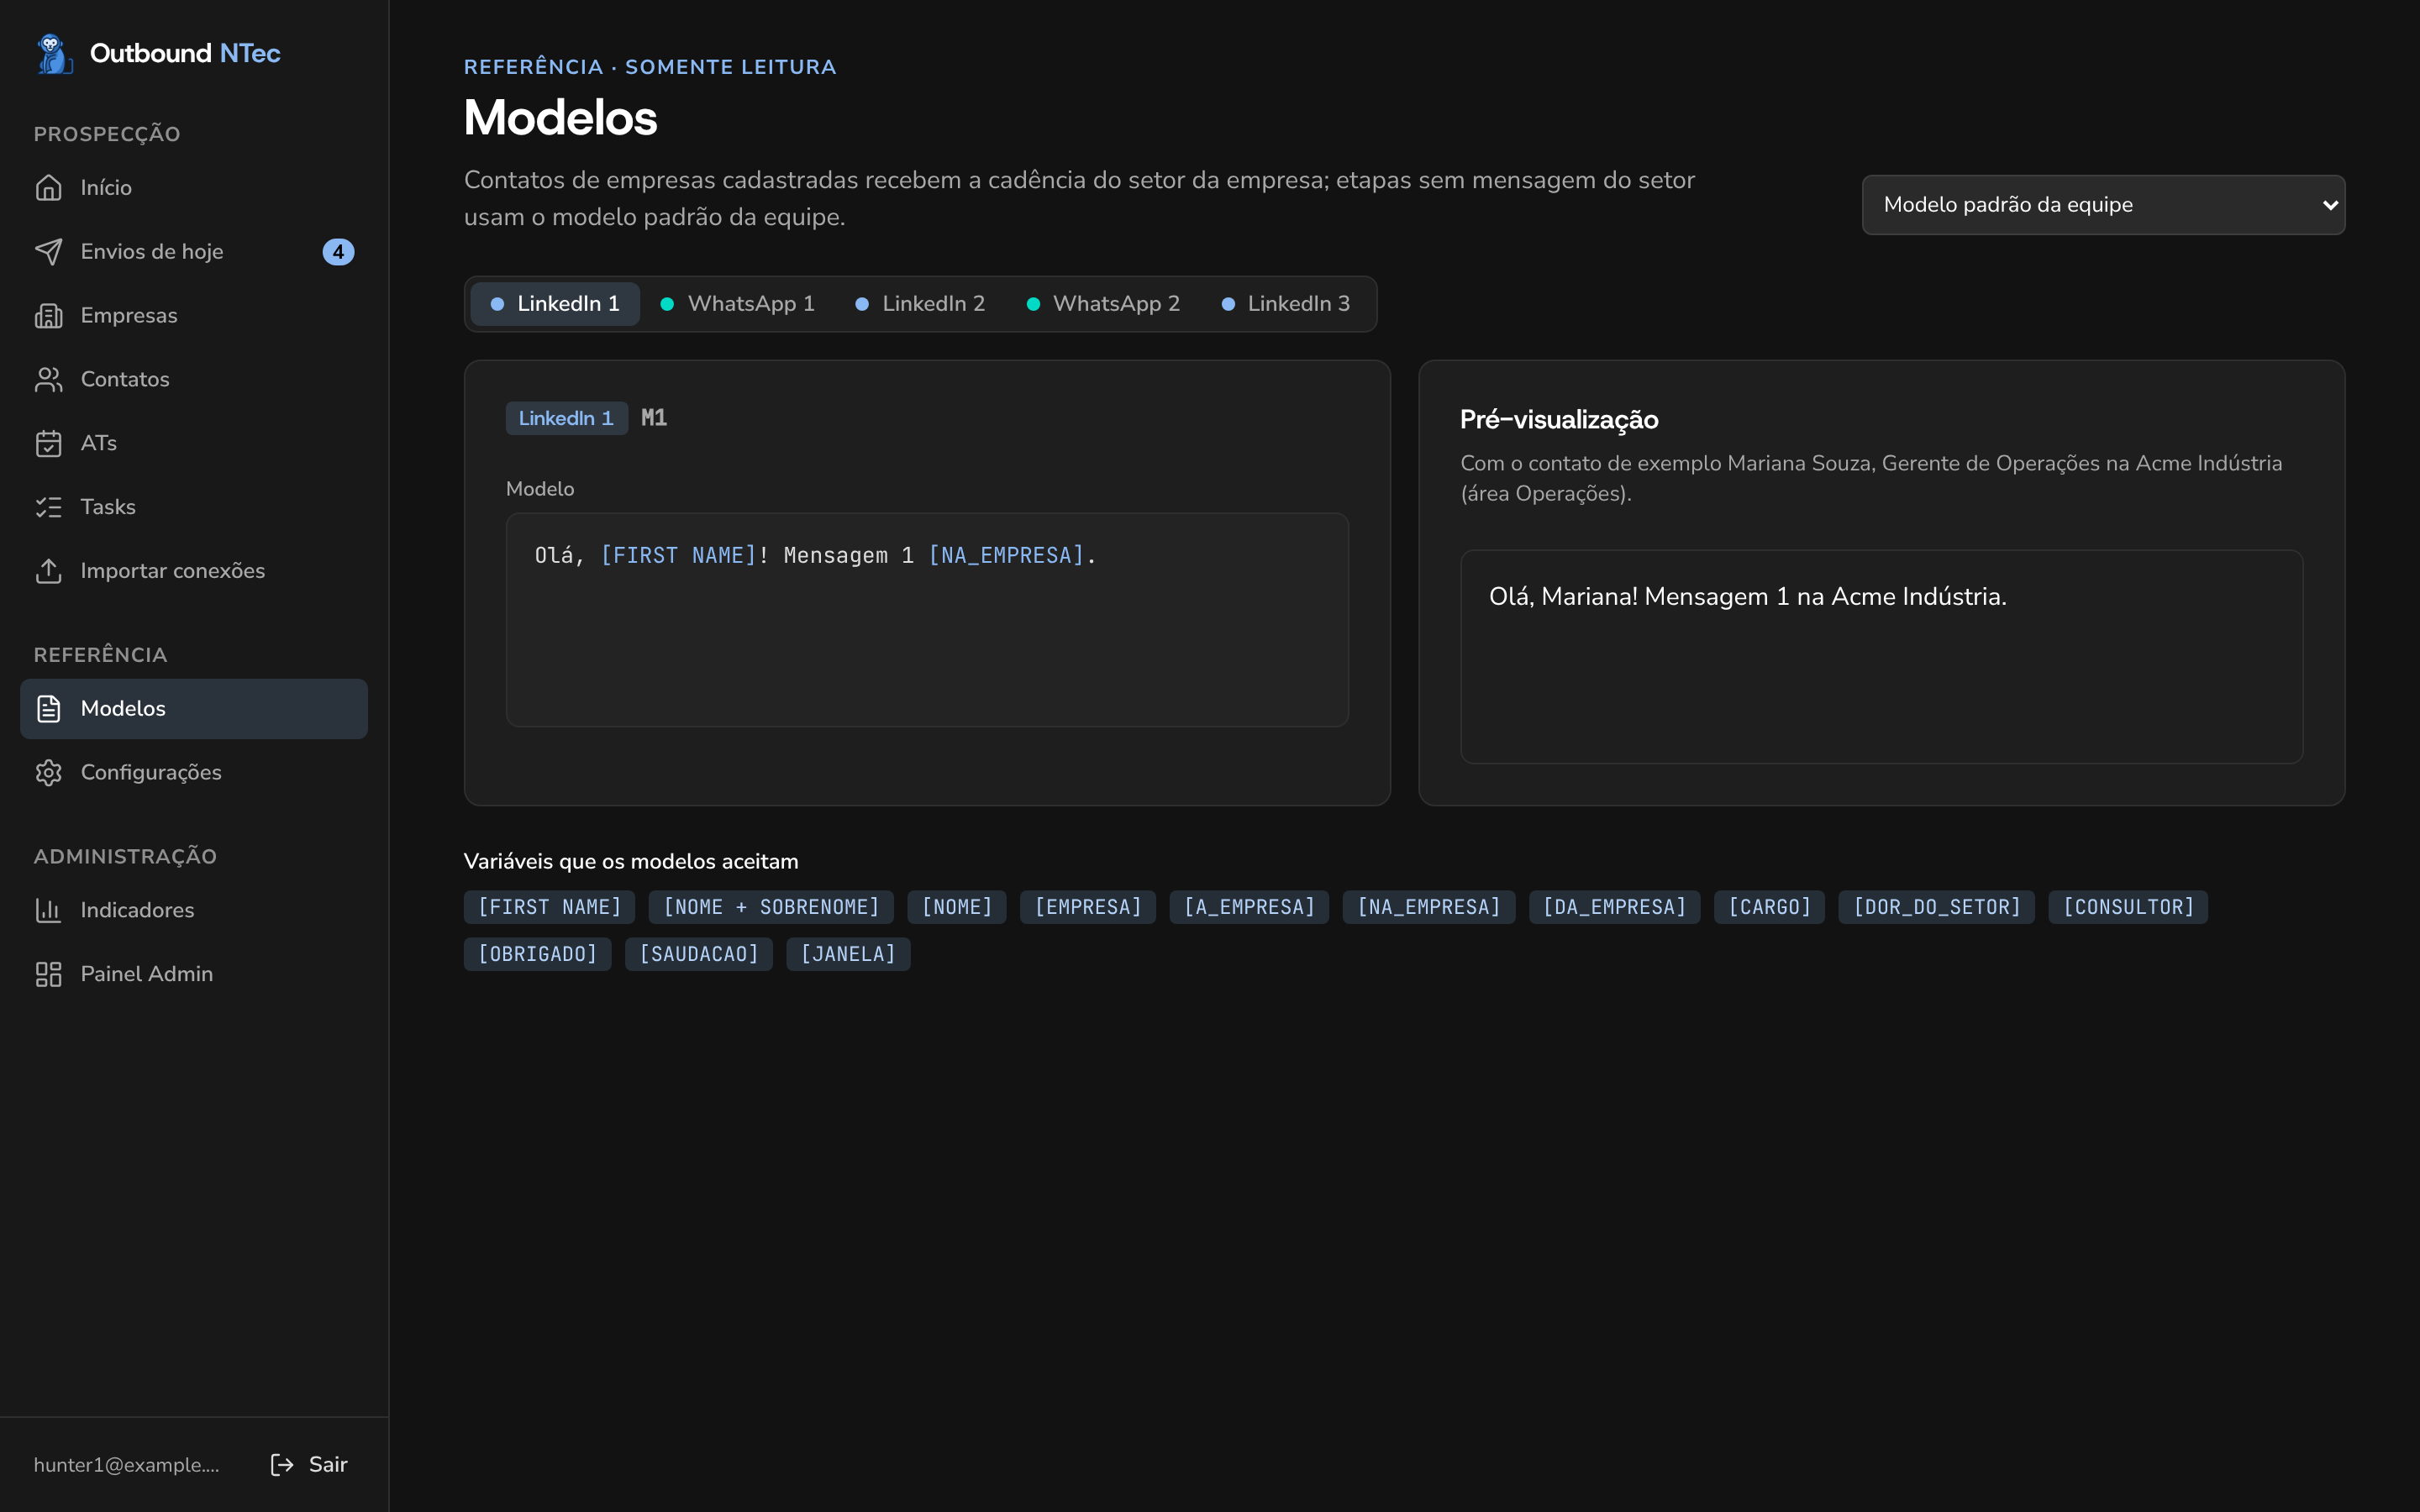 Outbound NTec
PROSPECÇÃO
Início
Envios de hoje 4
Empresas
Contatos
ATs
Tasks
Importar conexões
REFERÊNCIA
Modelos
Configurações
ADMINISTRAÇÃO
Indicadores
Painel Admin
hunter1@example.... Sair
REFERÊNCIA · SOMENTE LEITURA
Modelos
Contatos de empresas cadastradas recebem a cadência do setor da empresa; etapas sem mensagem do setor
usam o modelo padrão da equipe.
Modelo padrão da equipe
LinkedIn 1 WhatsApp 1 LinkedIn 2 WhatsApp 2 LinkedIn 3
LinkedIn 1 M1
Modelo
Olá, [FIRST NAME]! Mensagem 1 [NA_EMPRESA].
Pré-visualização
Com o contato de exemplo Mariana Souza, Gerente de Operações na Acme Indústria
(área Operações).
Olá, Mariana! Mensagem 1 na Acme Indústria.
Variáveis que os modelos aceitam
[FIRST NAME] [NOME + SOBRENOME] [NOME] [EMPRESA] [A_EMPRESA] [NA_EMPRESA] [DA_EMPRESA] [CARGO] [DOR_DO_SETOR] [CONSULTOR]
[OBRIGADO] [SAUDACAO] [JANELA]